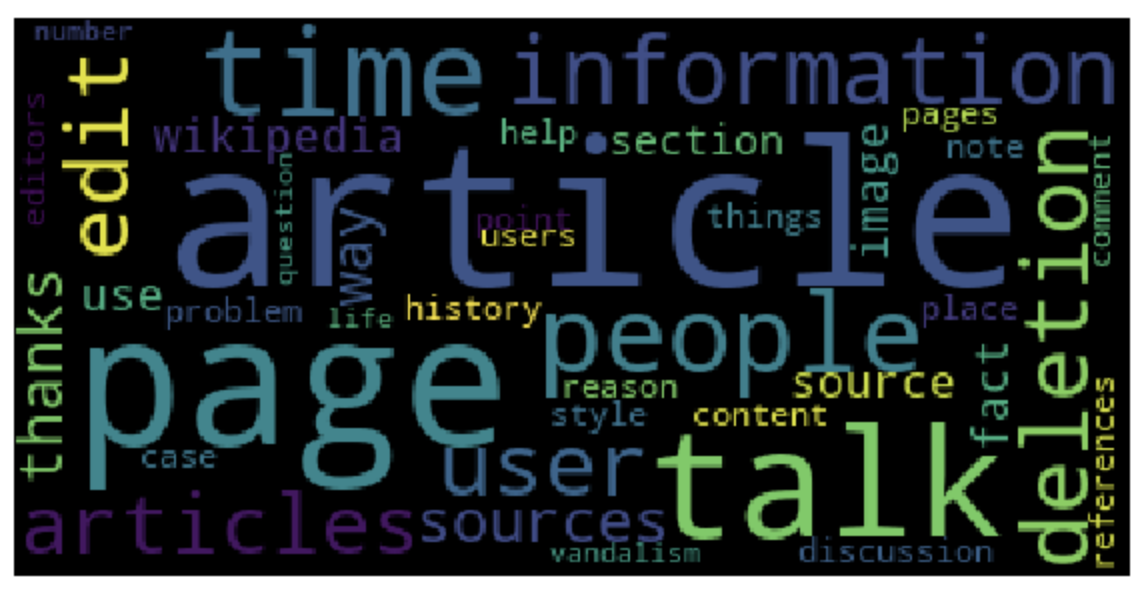 number
time
information
edit
editors
wikipedia
help
section
pages
note
image
comment
article
question
way
point
users
things
deletion
thanks
use
problem
life
history
people
place
page
reason
source
fact
references
style
content
case
user
talk
articles
sources
vandalism
discussion